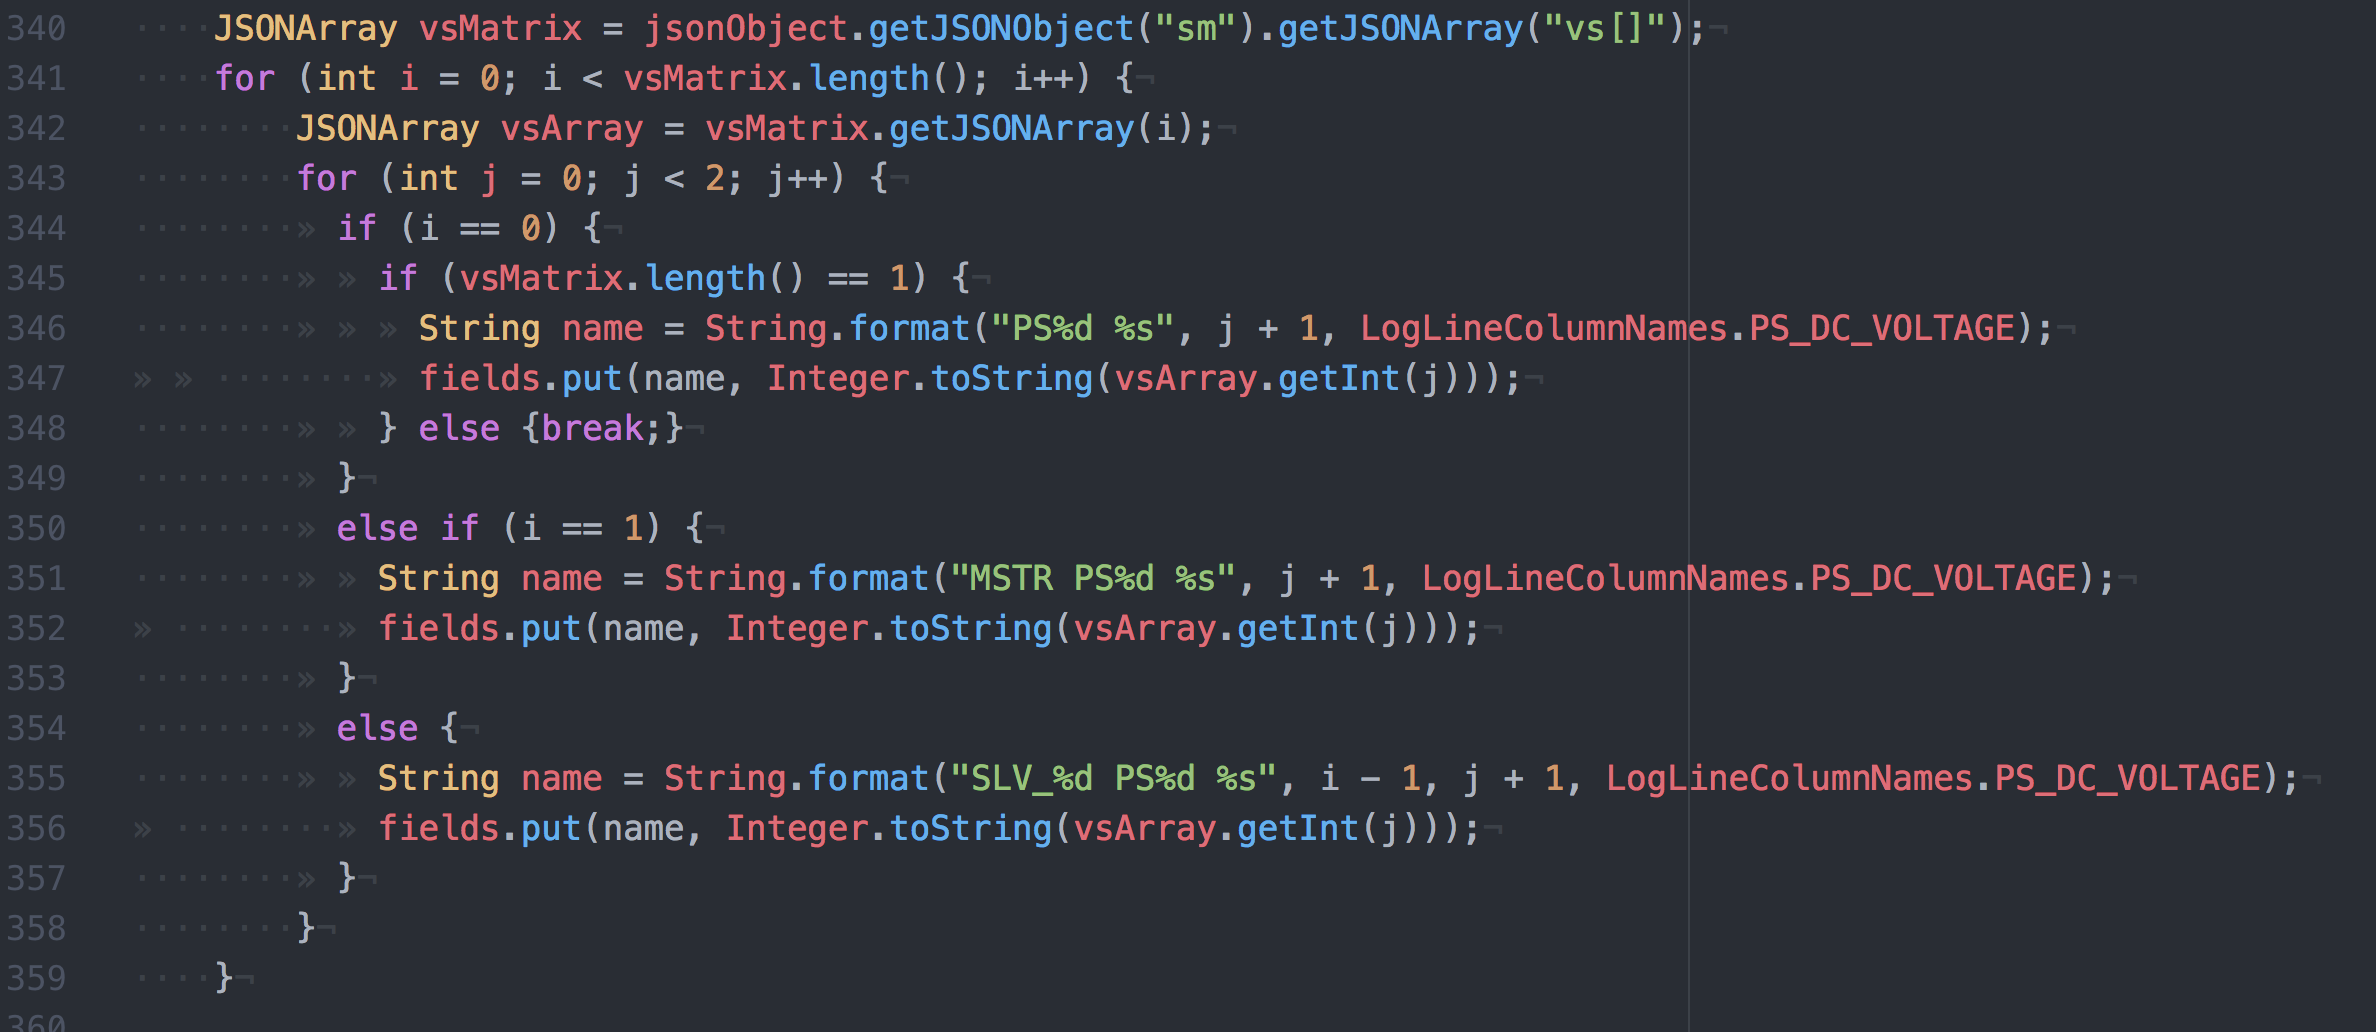 340 ····JSONArray vsMatrix = jsonObject.getJSONObject("sm").getJSONArray("vs[]");¬
341 ····for (int i = 0; i < vsMatrix.length(); i++) {¬
342 ········JSONArray vsArray = vsMatrix.getJSONArray(i);¬
343 ········for (int j = 0; j < 2; j++) {¬
344 ········» if (i == 0) {¬
345 ········» » if (vsMatrix.length() == 1) {¬
346 ········» » » String name = String.format("PS%d %s", j + 1, LogLineColumnNames.PS_DC_VOLTAGE);¬
347 » » ········» fields.put(name, Integer.toString(vsArray.getInt(j)));¬
348 ········» » } else {break;}¬
349 ········» }¬
350 ········» else if (i == 1) {¬
351 ········» » String name = String.format("MSTR PS%d %s", j + 1, LogLineColumnNames.PS_DC_VOLTAGE);¬
352 » ········» fields.put(name, Integer.toString(vsArray.getInt(j)));¬
353 ········» }¬
354 ········» else {¬
355 ········» » String name = String.format("SLV_%d PS%d %s", i - 1, j + 1, LogLineColumnNames.PS_DC_VOLTAGE);¬
356 » ········» fields.put(name, Integer.toString(vsArray.getInt(j)));¬
357 ········» }¬
358 ········}¬
359 ····}¬
360